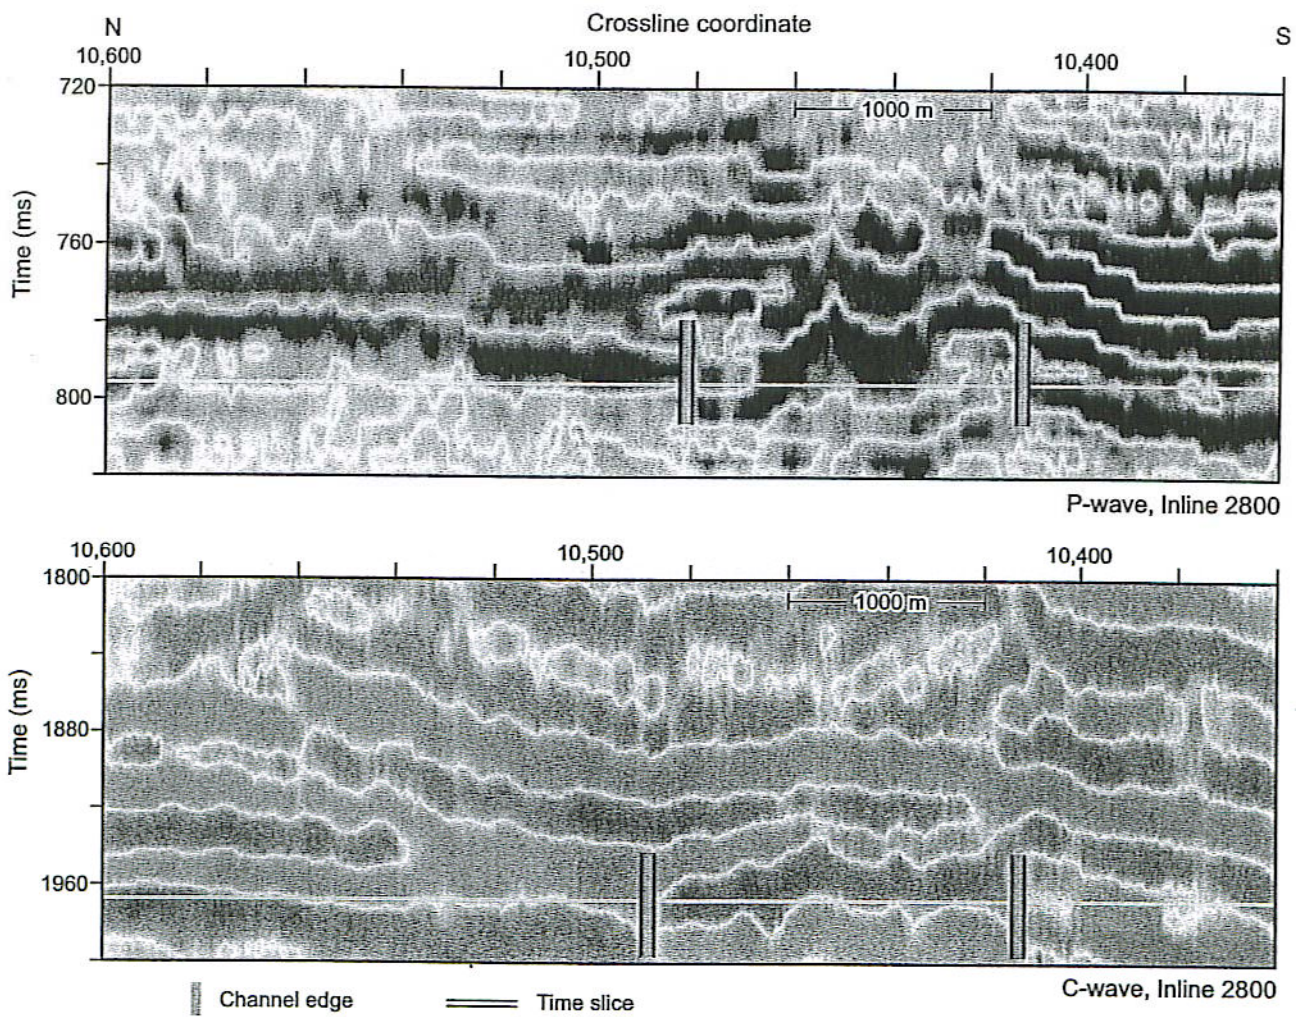 Crossline coordinate
N
S
10,600
10,500
10,400
720
1000 m
760
Time (ms)
800
P-wave, Inline 2800
10,600
10,500
10,400
1800
1000 m
1880
Time (ms)
1960
C-wave, Inline 2800
Channel edge
Time slice